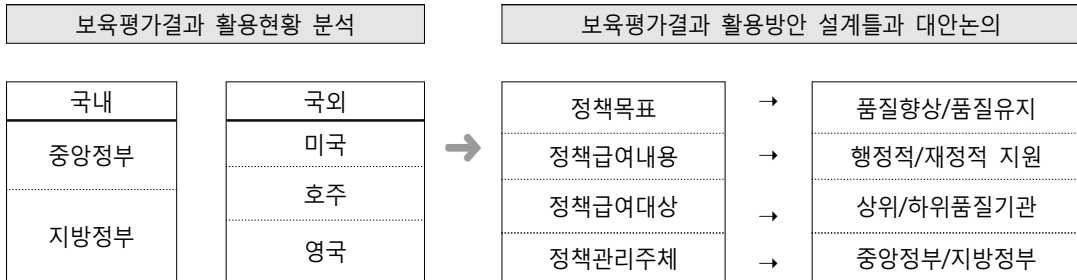 보육평가결과 활용현황 분석
보육평가결과 활용방안 설계틀과 대안논의
국내
중앙정부
지방정부
국외
미국
호주
영국
➜
정책목표 → 품질향상/품질유지
정책급여내용 → 행정적/재정적 지원
정책급여대상 → 상위/하위품질기관
정책관리주체 → 중앙정부/지방정부